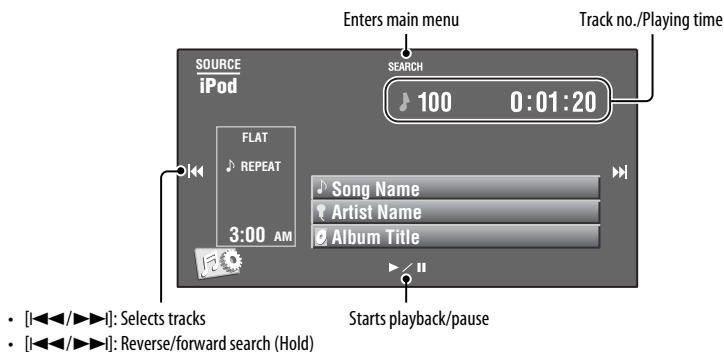 Enters main menu
Track no./Playing time
SOURCE
iPod
SEARCH
♪ 100 0:01:20
FLAT
♪ REPEAT
3:00 AM
Song Name
Artist Name
Album Title
Starts playback/pause
• [|◀◀/▶▶|]: Selects tracks
• [|◀◀/▶▶|]: Reverse/forward search (Hold)